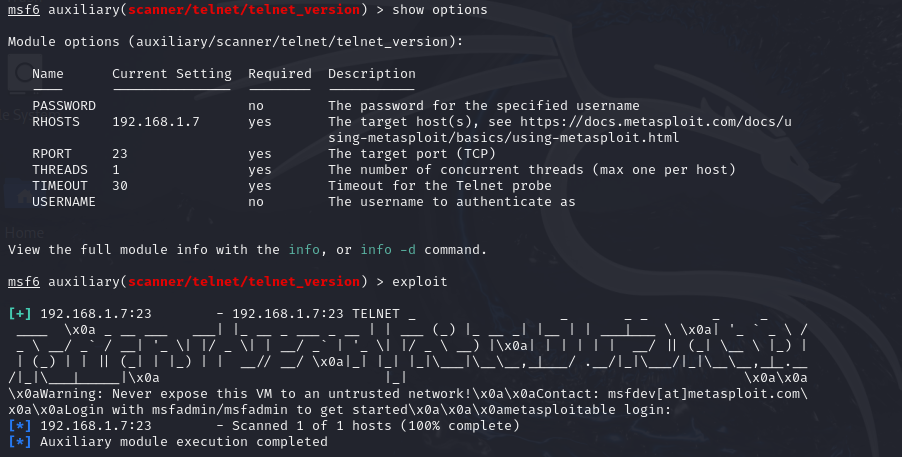 msf6 auxiliary(scanner/telnet/telnet_version) > show options
Module options (auxiliary/scanner/telnet/telnet_version):
Name Current Setting Required Description
---- --------------- -------- -----------
PASSWORD no The password for the specified username
RHOSTS 192.168.1.7 yes The target host(s), see https://docs.metasploit.com/docs/u
sing-metasploit/basics/using-metasploit.html
RPORT 23 yes The target port (TCP)
THREADS 1 yes The number of concurrent threads (max one per host)
TIMEOUT 30 yes Timeout for the Telnet probe
USERNAME no The username to authenticate as
View the full module info with the info, or info -d command.
msf6 auxiliary(scanner/telnet/telnet_version) > exploit
[+] 192.168.1.7:23 - 192.168.1.7:23 TELNET _ _ _ _ _ _
____ \x0a _ __ ___ ___| |_ __ _ ___ _ __ | | ___ (_) |_ __ _| |__ | | ___|___ \ \x0a| '_ ` _ \ /
_ \ __/ _` / __| '_ \| |/ _ \| | __/ _` | '_ \| |/ _ \ __) |\x0a| | | | | | __/ || (_| \__ \ |_) |
| (_) | | || (_| | |_) | | __// __/ \x0a|_| |_| |_|\___|\__\__,_|___/ .__/|_|\___/|_|\__\__,_|_.__
/|_|\___|_____|\x0a |_| \x0a\x0a
\x0aWarning: Never expose this VM to an untrusted network!\x0a\x0aContact: msfdev[at]metasploit.com\
x0a\x0aLogin with msfadmin/msfadmin to get started\x0a\x0a\x0ametasploitable login:
[*] 192.168.1.7:23 - Scanned 1 of 1 hosts (100% complete)
[*] Auxiliary module execution completed